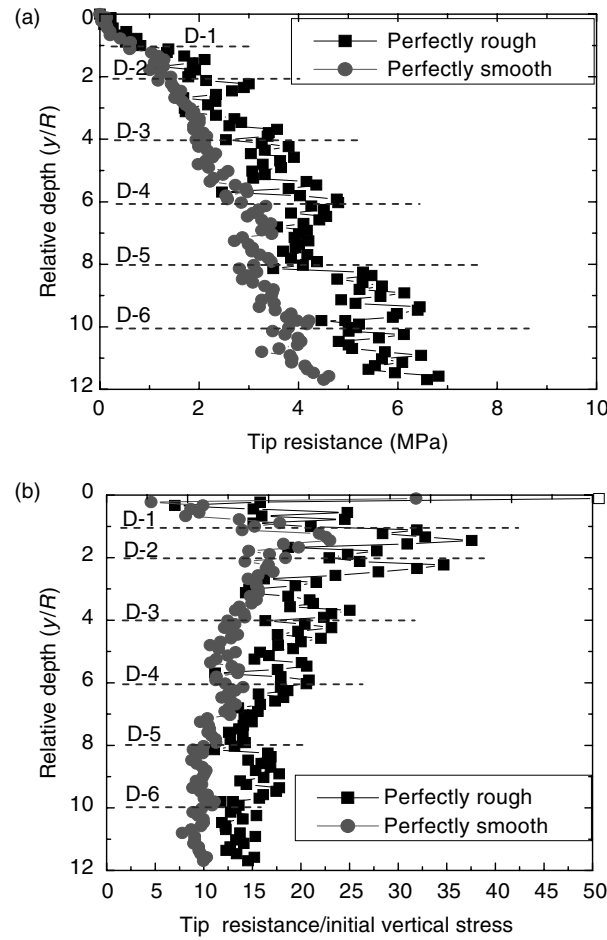 (a)
Perfectly rough
Perfectly smooth
D-1
D-2
D-3
D-4
D-5
D-6
0
2
4
6
8
10
12
Relative depth (y/R)
0 2 4 6 8 10
Tip resistance (MPa)
(b)
D-1
D-2
D-3
D-4
D-5
D-6
Perfectly rough
Perfectly smooth
0
2
4
6
8
10
12
Relative depth (y/R)
0 5 10 15 20 25 30 35 40 45 50
Tip resistance/initial vertical stress